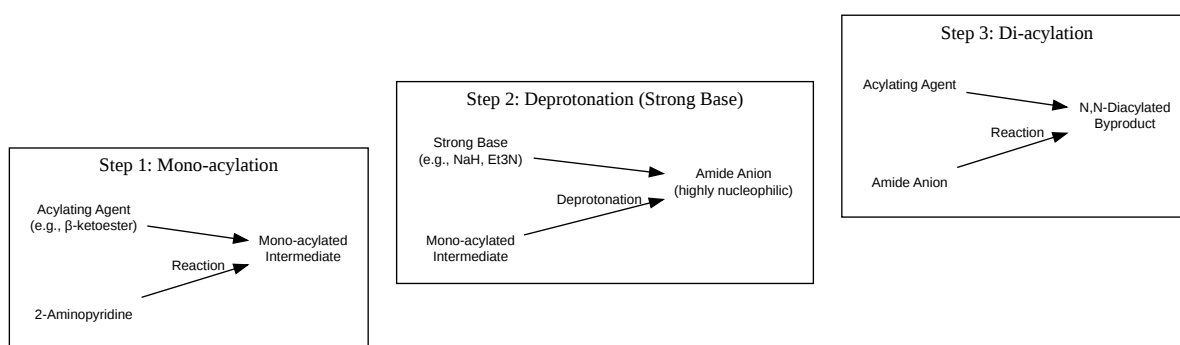 Step 1: Mono-acylation
Acylating Agent
(e.g., β-ketoester)
Mono-acylated
Intermediate
Reaction
2-Aminopyridine
Step 2: Deprotonation (Strong Base)
Strong Base
(e.g., NaH, Et3N)
Amide Anion
(highly nucleophilic)
Deprotonation
Mono-acylated
Intermediate
Step 3: Di-acylation
Acylating Agent
N,N-Diacylated
Byproduct
Reaction
Amide Anion